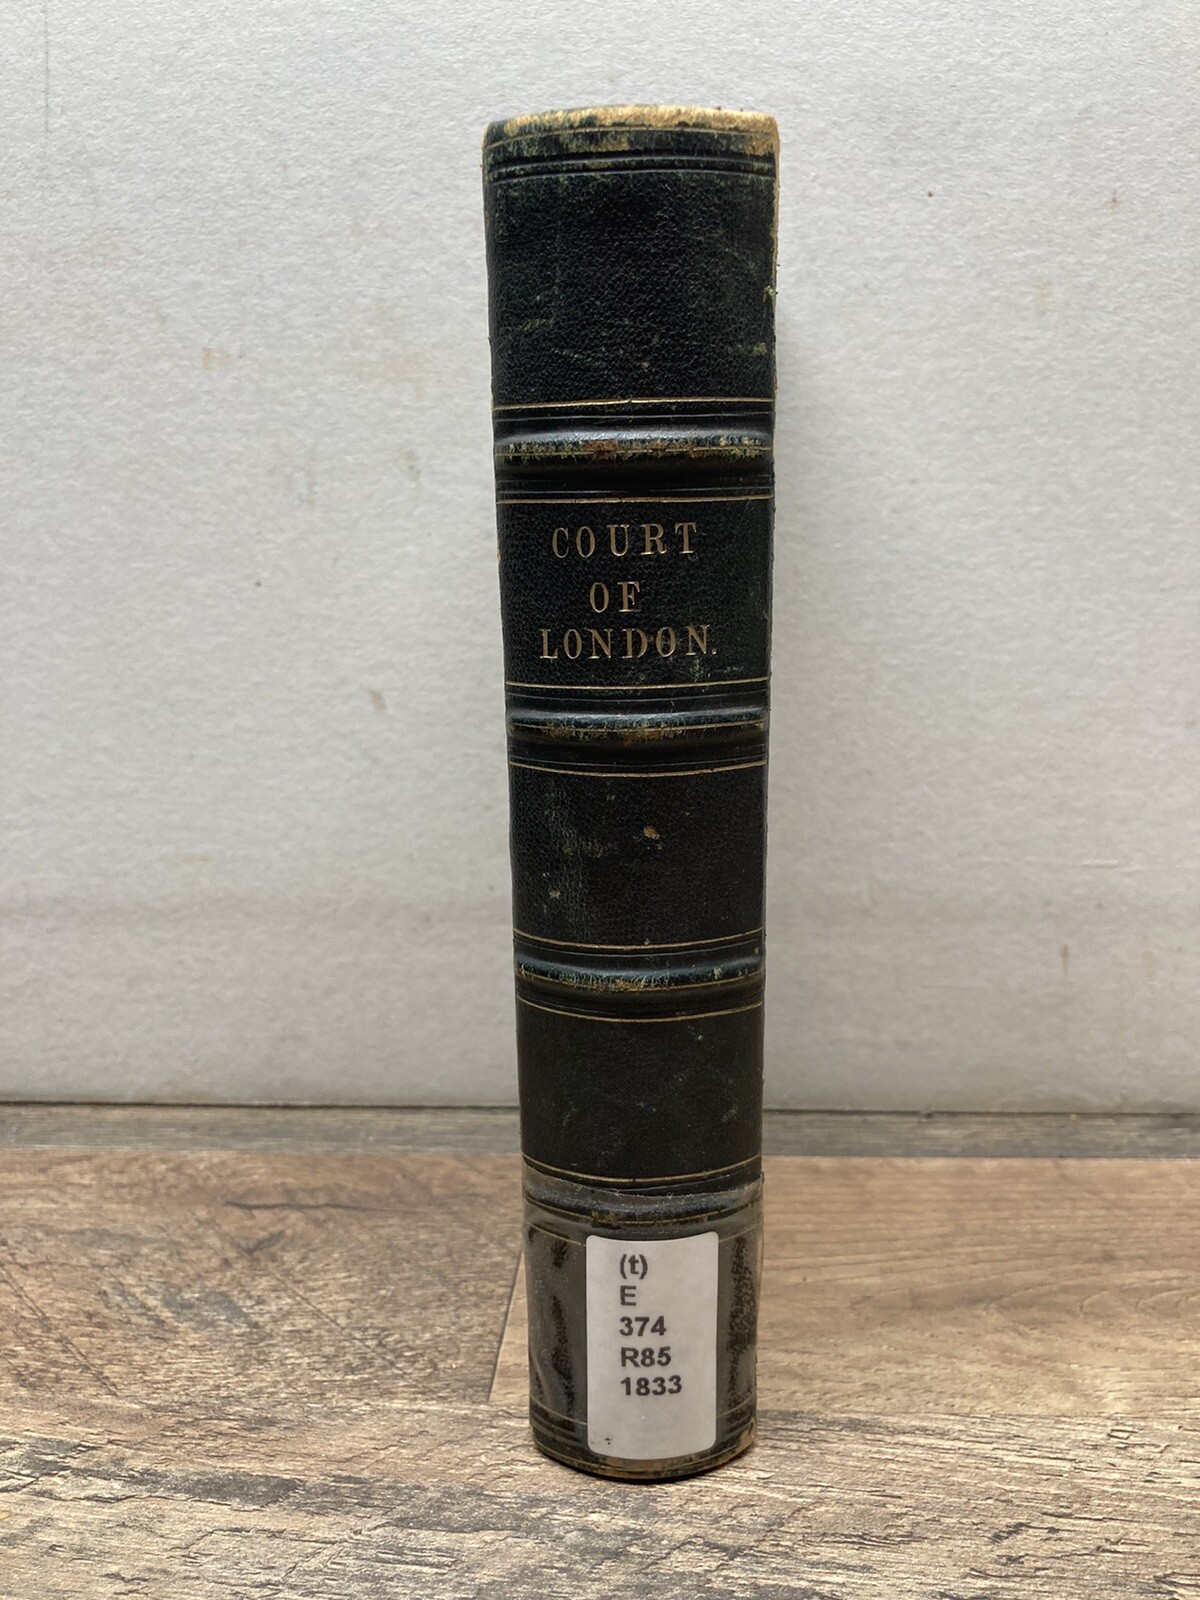 COURT
OF
LONDON.
(t)
E
374
R85
1833